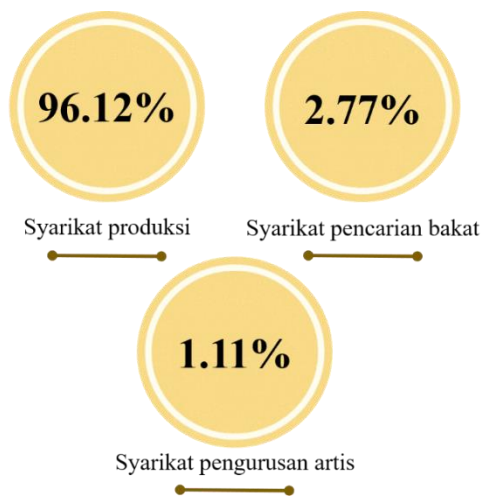 96.12%
2.77%
Syarikat produksi
Syarikat pencarian bakat
1.11%
Syarikat pengurusan artis